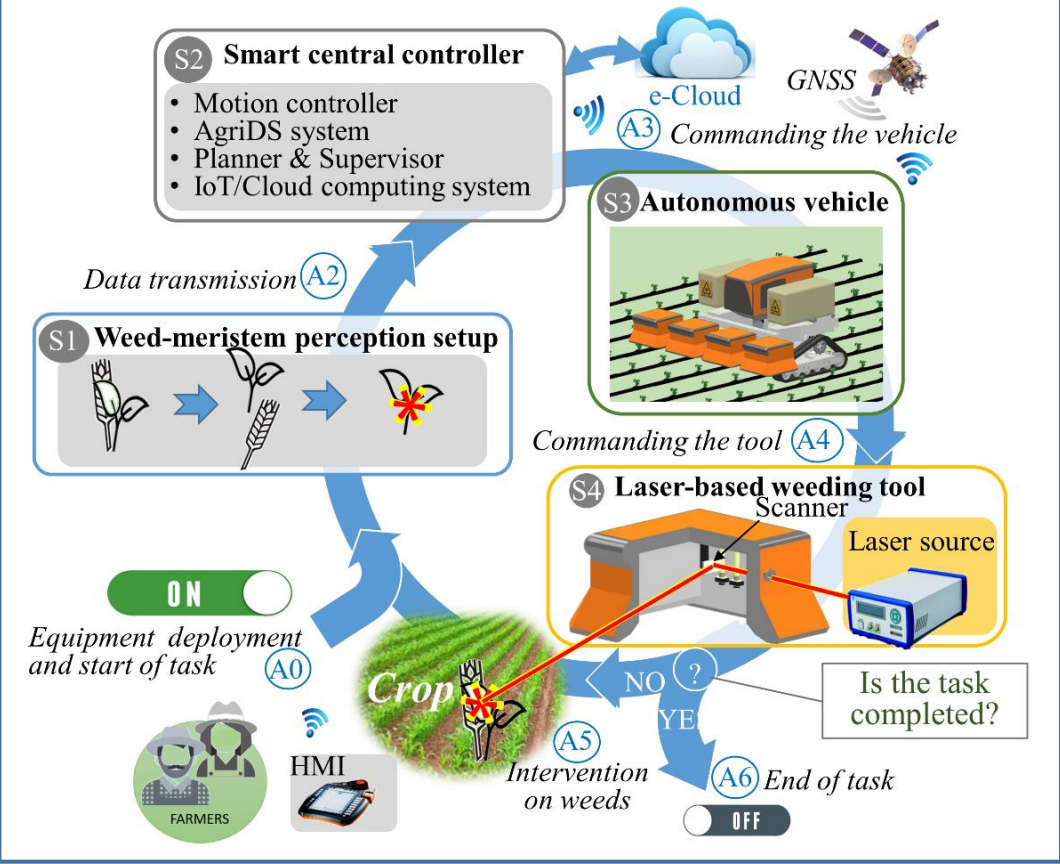 S2 Smart central controller
• Motion controller
• AgriDS system
• Planner & Supervisor
• IoT/Cloud computing system
e-Cloud
GNSS
A3 Commanding the vehicle
S3 Autonomous vehicle
Data transmission A2
S1 Weed-meristem perception setup
Commanding the tool A4
S4 Laser-based weeding tool
Scanner
Laser source
ON
Equipment deployment
and start of task A0
Crop
NO ?
YE
Is the task
completed?
FARMERS
HMI
A5
Intervention
on weeds
A6 End of task
OFF